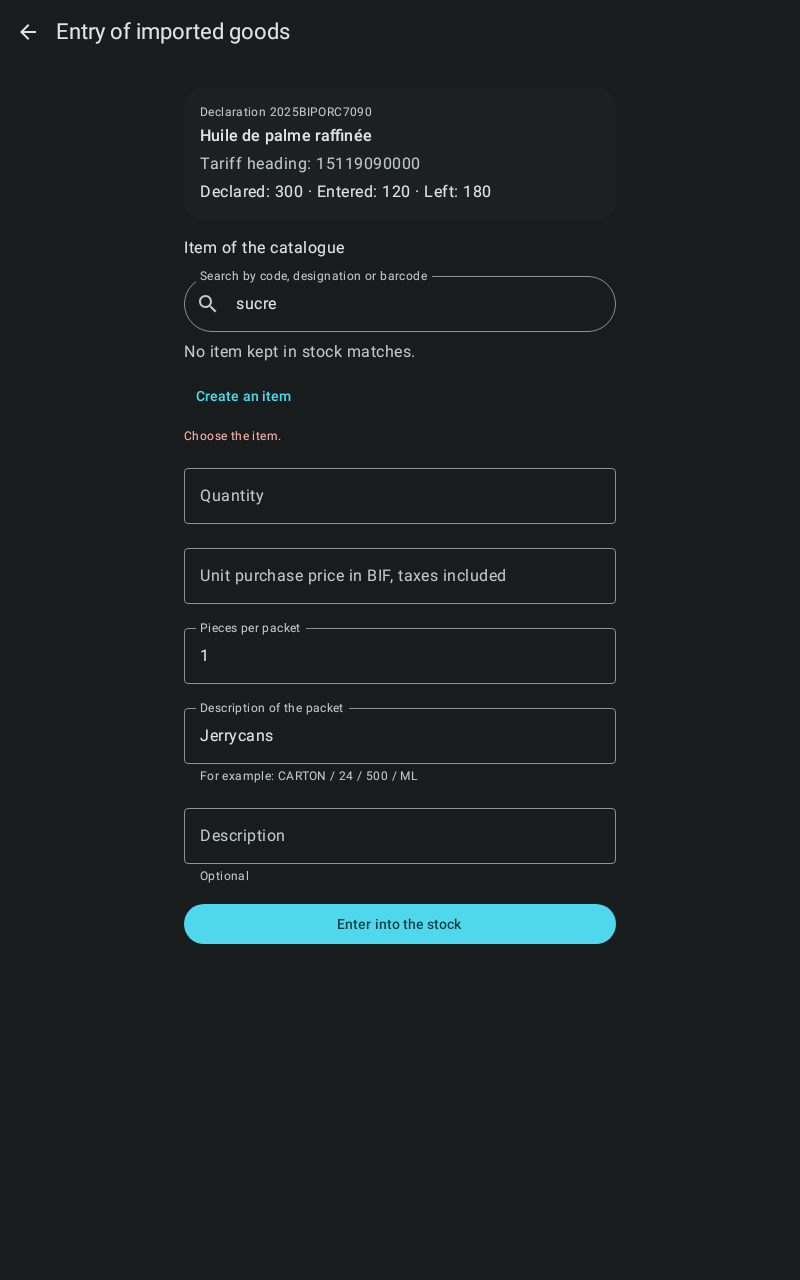 Entry of imported goods
Declaration 2025BIPORC7090
Huile de palme raffinée
Tariff heading: 15119090000
Declared: 300 · Entered: 120 · Left: 180
Item of the catalogue
Search by code, designation or barcode
sucre
No item kept in stock matches.
Create an item
Choose the item.
Quantity
Unit purchase price in BIF, taxes included
Pieces per packet
1
Description of the packet
Jerrycans
For example: CARTON / 24 / 500 / ML
Description
Optional
Enter into the stock